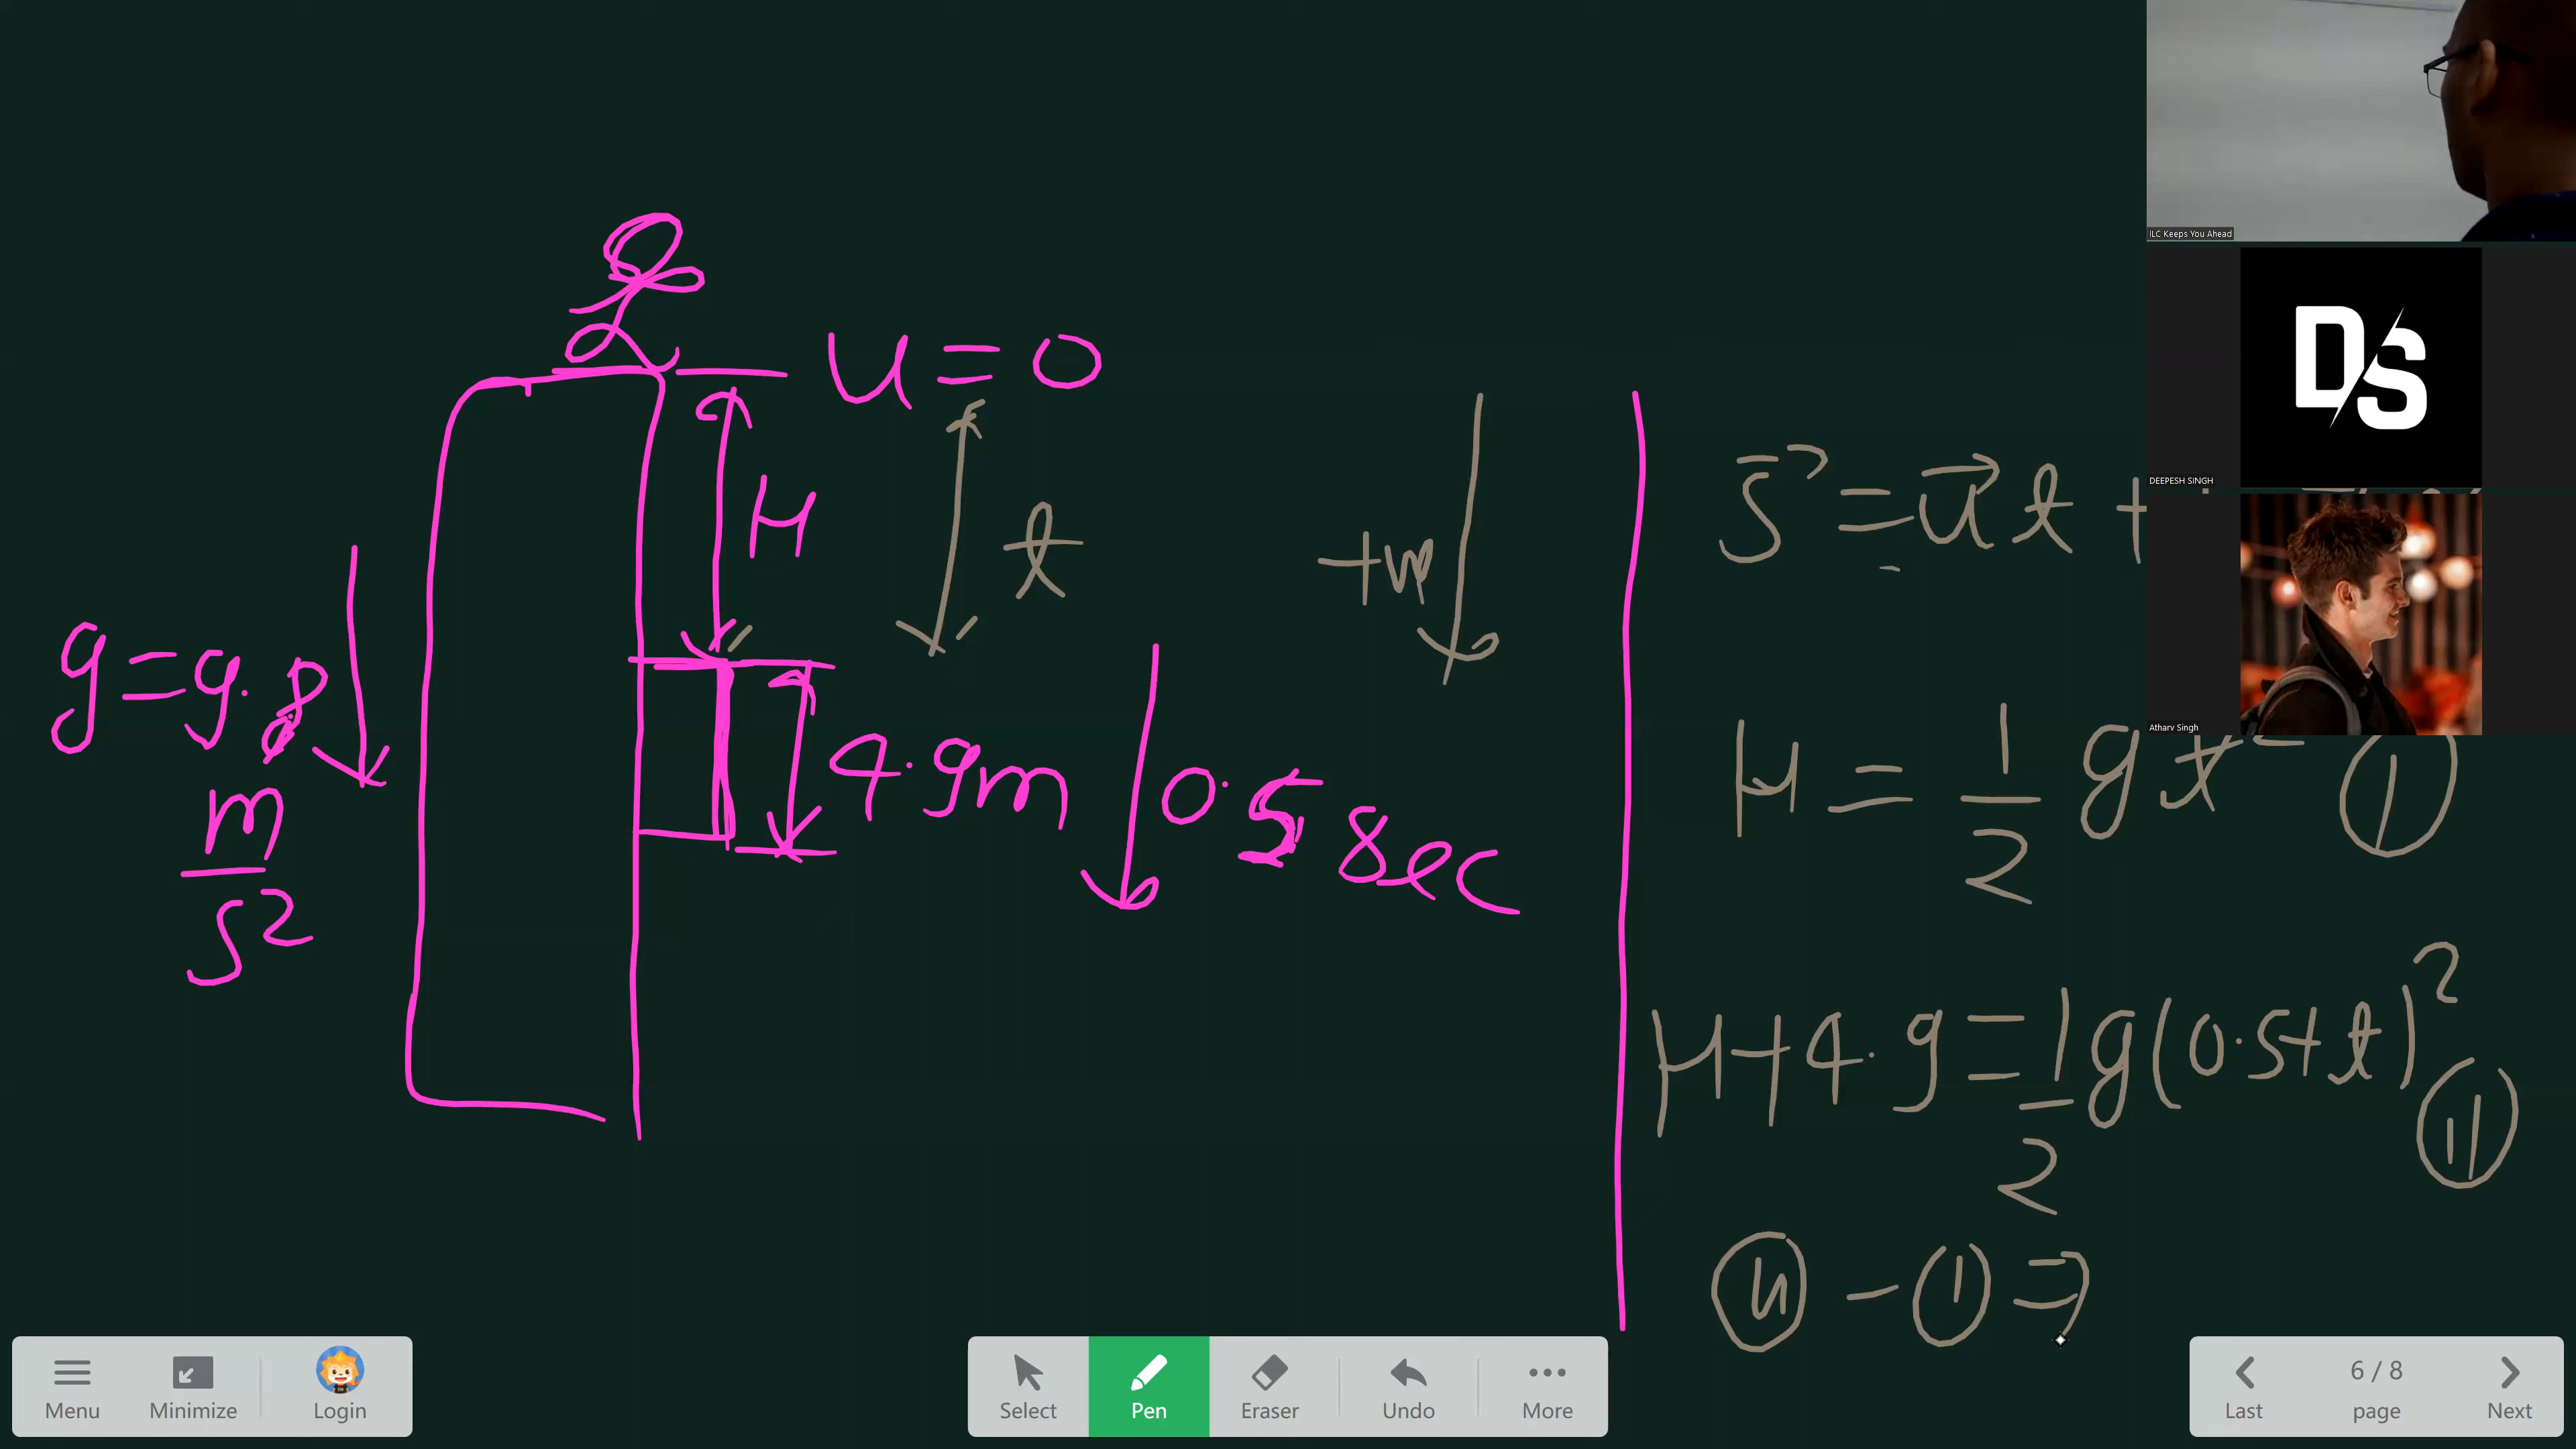 u = 0
H
t
+ve
g = 9.8
m
s²
4.9m
0.5 sec
s⃗ = u⃗ t +
H = 1/2 g t² ①
H + 4.9 = 1/2 g (0.5 + t)² ⑪
⑪ - ① ⇒
ILC Keeps You Ahead
DS
DEEPESH SINGH
Atharv Singh
Menu
Minimize
Login
Select
Pen
Eraser
Undo
More
Last
6 / 8
page
Next